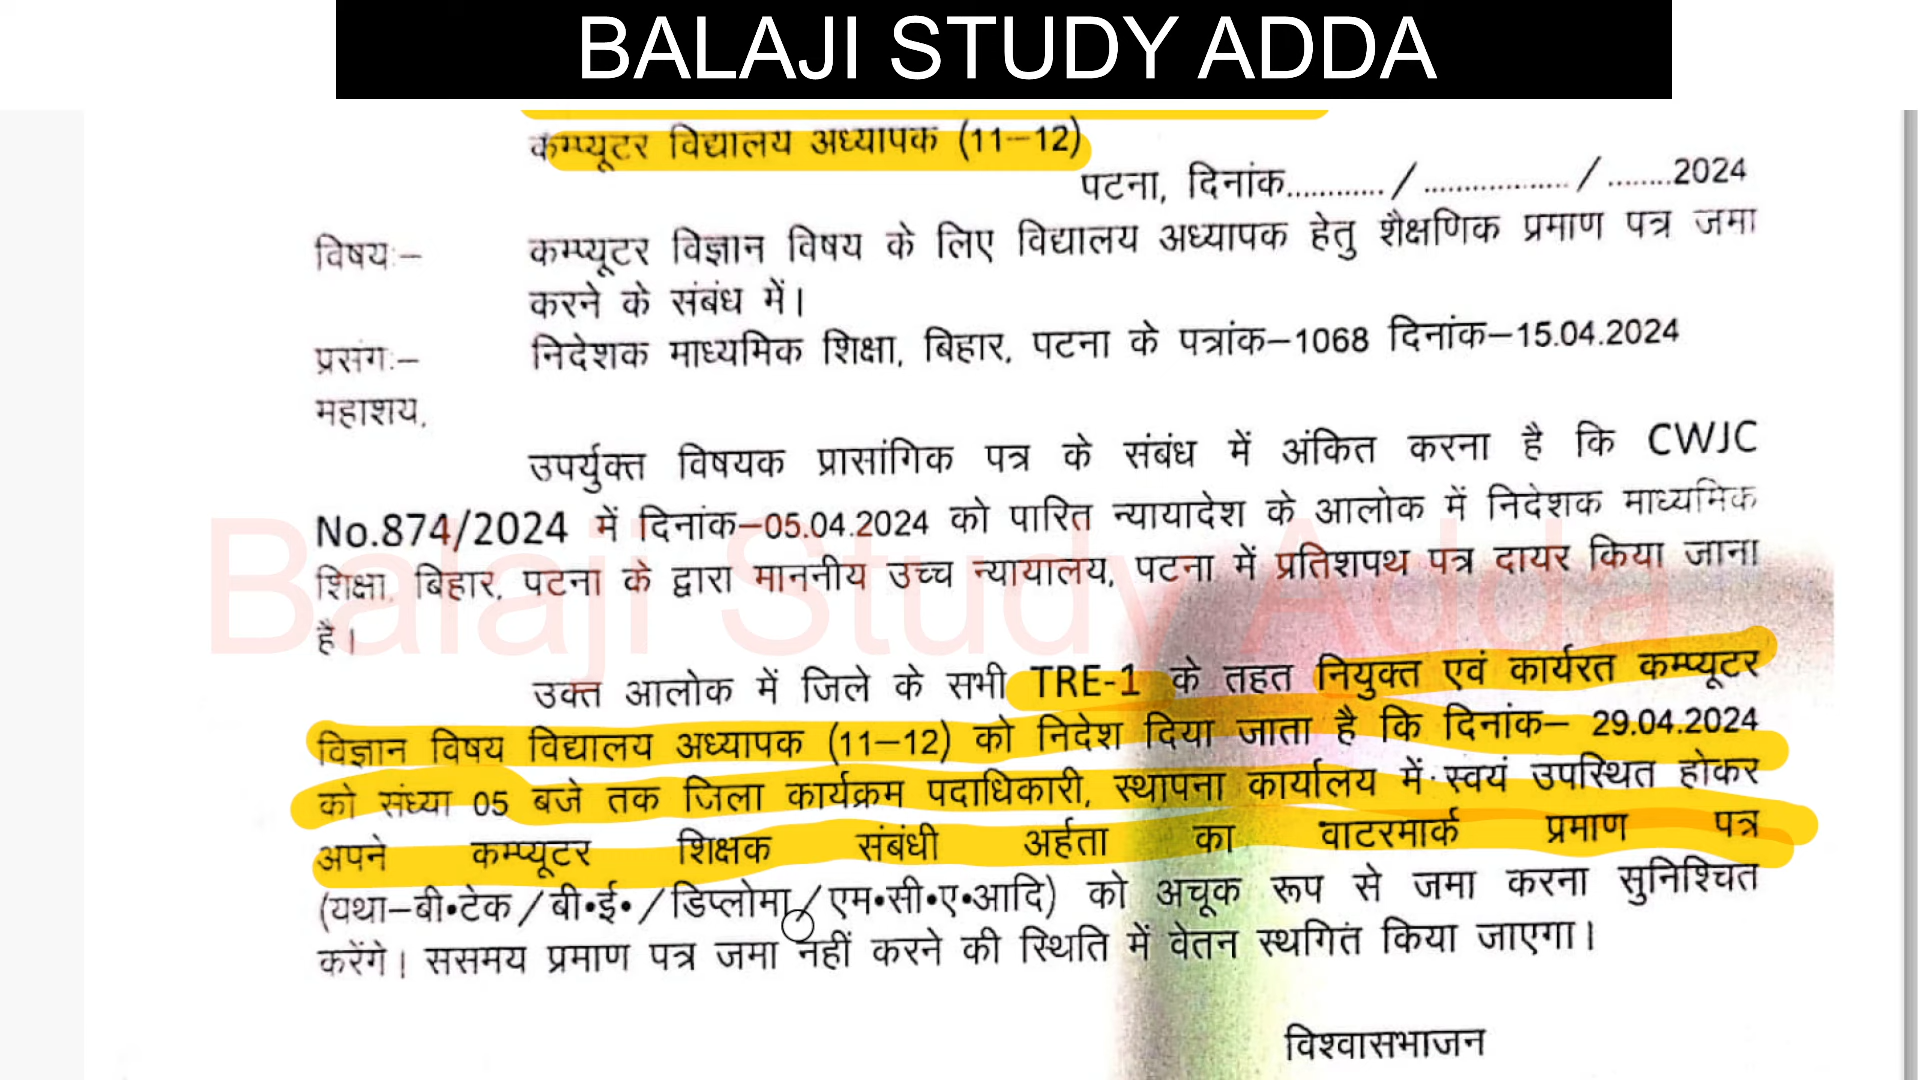 BALAJI STUDY ADDA
कम्प्यूटर विद्यालय अध्यापक (11–12)
पटना, दिनांक............ / .................. / ........2024
विषय:– कम्प्यूटर विज्ञान विषय के लिए विद्यालय अध्यापक हेतु शैक्षणिक प्रमाण पत्र जमा
करने के संबंध में।
प्रसंग:– निदेशक माध्यमिक शिक्षा, बिहार, पटना के पत्रांक–1068 दिनांक–15.04.2024
महाशय,
उपर्युक्त विषयक प्रासांगिक पत्र के संबंध में अंकित करना है कि CWJC
No.874/2024 में दिनांक–05.04.2024 को पारित न्यायादेश के आलोक में निदेशक माध्यमिक
शिक्षा, बिहार, पटना के द्वारा माननीय उच्च न्यायालय, पटना में प्रतिशपथ पत्र दायर किया जाना
है।
Balaji Study Adda
उक्त आलोक में जिले के सभी TRE-1 के तहत नियुक्त एवं कार्यरत कम्प्यूटर
विज्ञान विषय विद्यालय अध्यापक (11–12) को निदेश दिया जाता है कि दिनांक– 29.04.2024
को संध्या 05 बजे तक जिला कार्यक्रम पदाधिकारी, स्थापना कार्यालय में स्वयं उपस्थित होकर
अपने कम्प्यूटर शिक्षक संबंधी अर्हता का वाटरमार्क प्रमाण पत्र
(यथा–बी•टेक/बी•ई•/डिप्लोमा/एम•सी•ए•आदि) को अचूक रूप से जमा करना सुनिश्चित
करेंगे। ससमय प्रमाण पत्र जमा नहीं करने की स्थिति में वेतन स्थगित किया जाएगा।
विश्वासभाजन